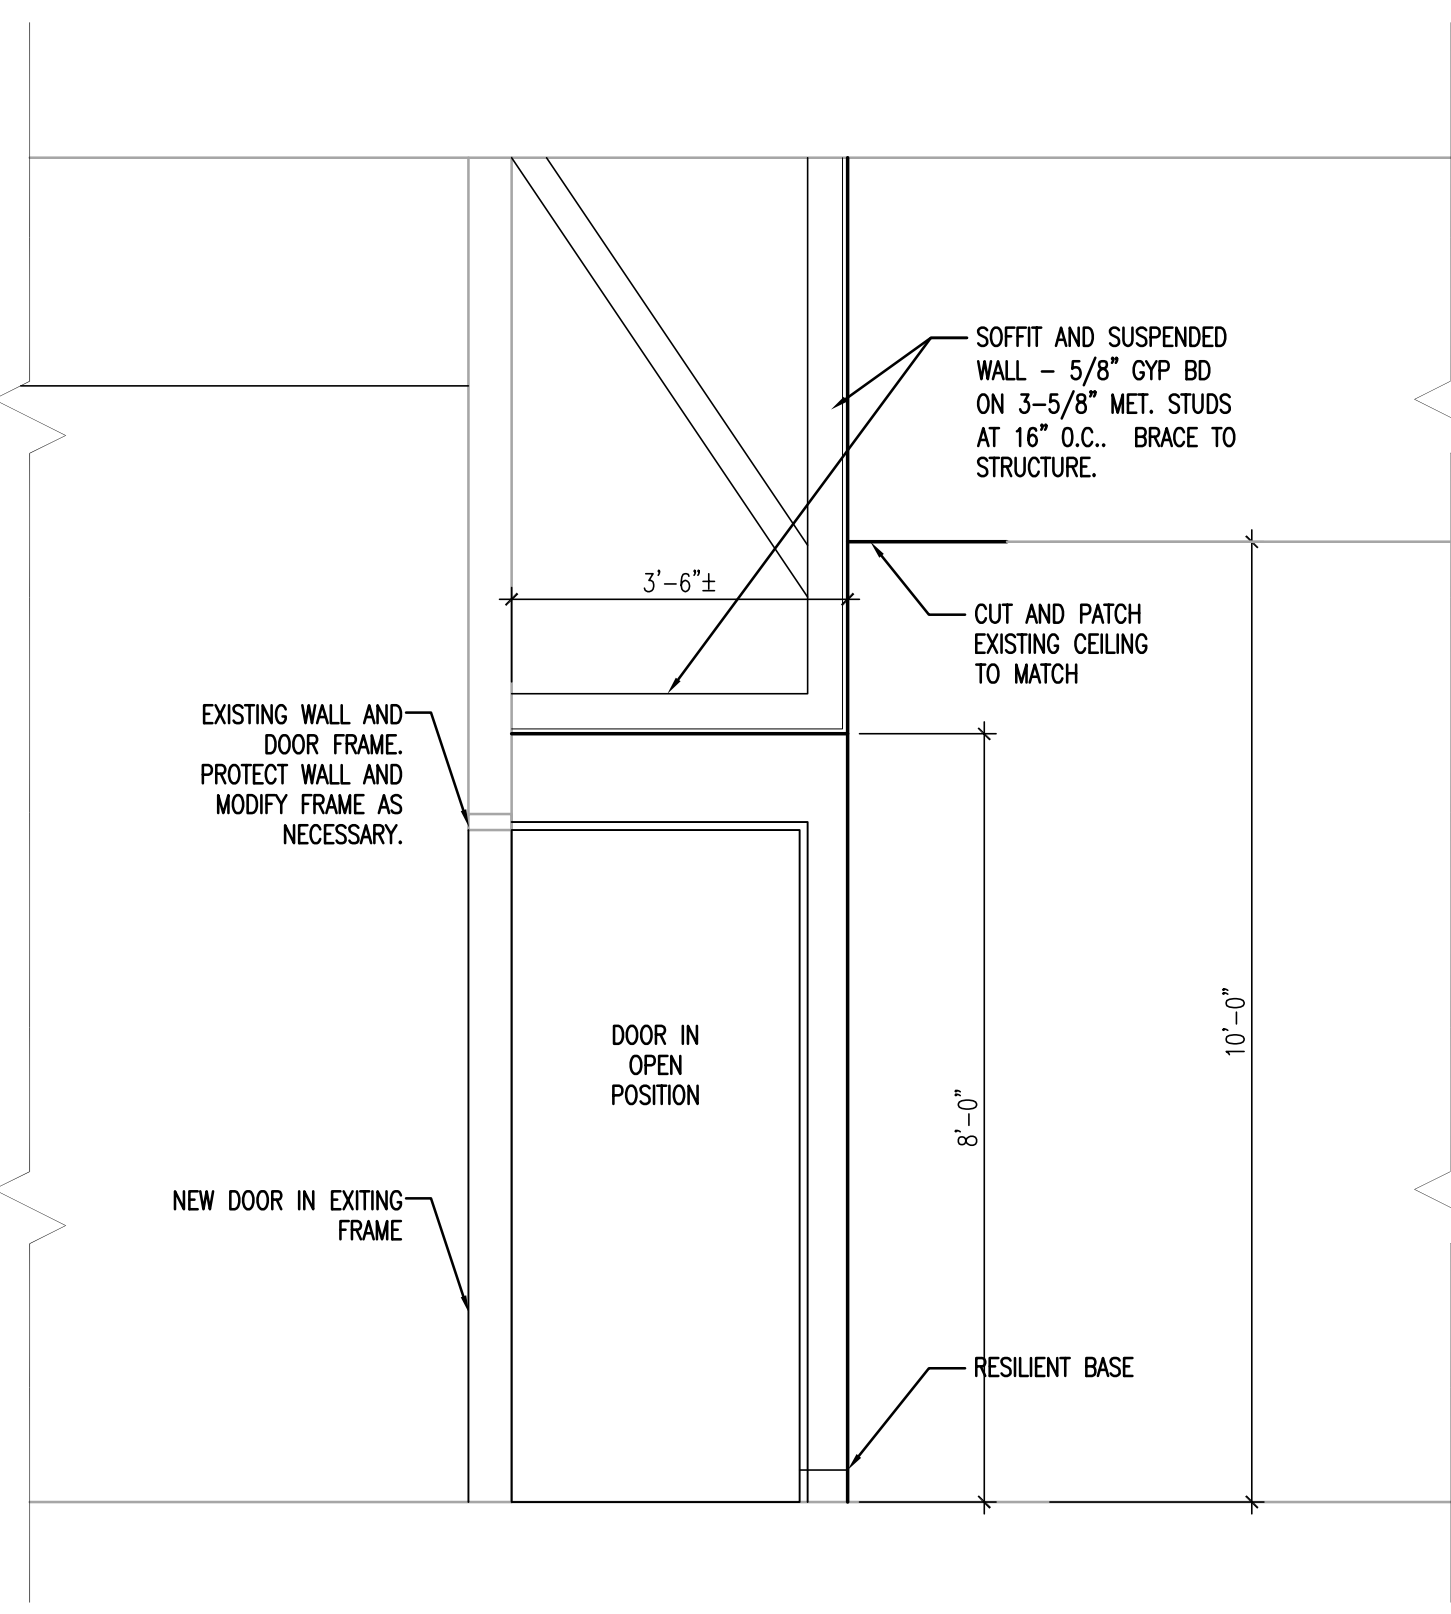 SOFFIT AND SUSPENDED
WALL – 5/8" GYP BD
ON 3–5/8" MET. STUDS
AT 16" O.C.. BRACE TO
STRUCTURE.
3'–6"±
CUT AND PATCH
EXISTING CEILING
TO MATCH
EXISTING WALL AND
DOOR FRAME.
PROTECT WALL AND
MODIFY FRAME AS
NECESSARY.
DOOR IN
OPEN
POSITION
8'–0"
10'–0"
NEW DOOR IN EXITING
FRAME
RESILIENT BASE